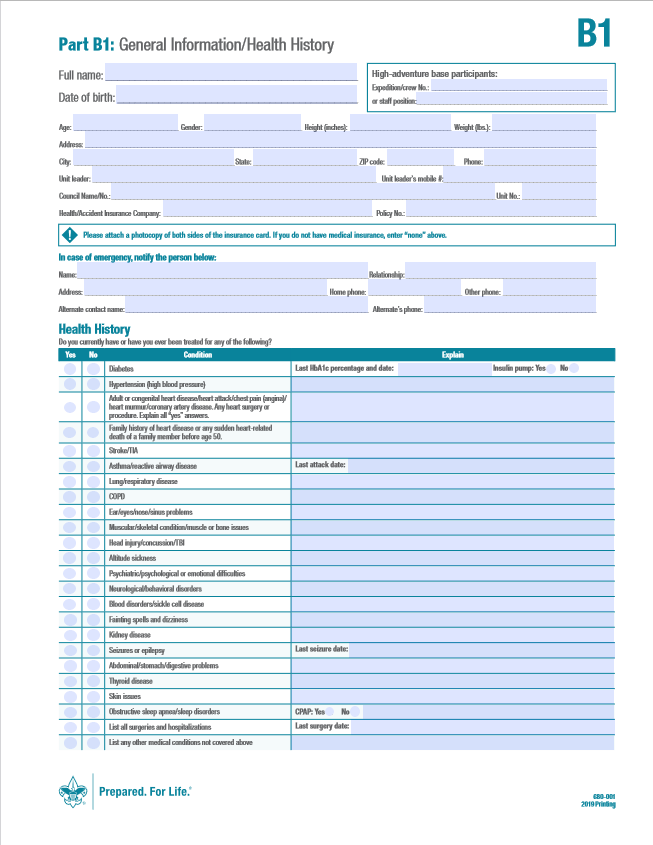 B1
Part B1: General Information/Health History
Full name:
High-adventure base participants:
Expedition/crew No.:
Date of birth:
or staff position:
Age: Gender: Height (inches): Weight (lbs.):
Address:
City: State: ZIP code: Phone:
Unit leader: Unit leader's mobile #:
Council Name/No.: Unit No.:
Health/Accident Insurance Company: Policy No.:
! Please attach a photocopy of both sides of the insurance card. If you do not have medical insurance, enter "none" above.
In case of emergency, notify the person below:
Name: Relationship:
Address: Home phone: Other phone:
Alternate contact name: Alternate's phone:
Health History
Do you currently have or have you ever been treated for any of the following?
Yes No Condition Explain
Diabetes Last HbA1c percentage and date: Insulin pump: Yes No
Hypertension (high blood pressure)
Adult or congenital heart disease/heart attack/chest pain (angina)/
heart murmur/coronary artery disease. Any heart surgery or
procedure. Explain all "yes" answers.
Family history of heart disease or any sudden heart-related
death of a family member before age 50.
Stroke/TIA
Asthma/reactive airway disease Last attack date:
Lung/respiratory disease
COPD
Ear/eyes/nose/sinus problems
Muscular/skeletal condition/muscle or bone issues
Head injury/concussion/TBI
Altitude sickness
Psychiatric/psychological or emotional difficulties
Neurological/behavioral disorders
Blood disorders/sickle cell disease
Fainting spells and dizziness
Kidney disease
Seizures or epilepsy Last seizure date:
Abdominal/stomach/digestive problems
Thyroid disease
Skin issues
Obstructive sleep apnea/sleep disorders CPAP: Yes No
List all surgeries and hospitalizations Last surgery date:
List any other medical conditions not covered above
Prepared. For Life.®
680-001
2019 Printing